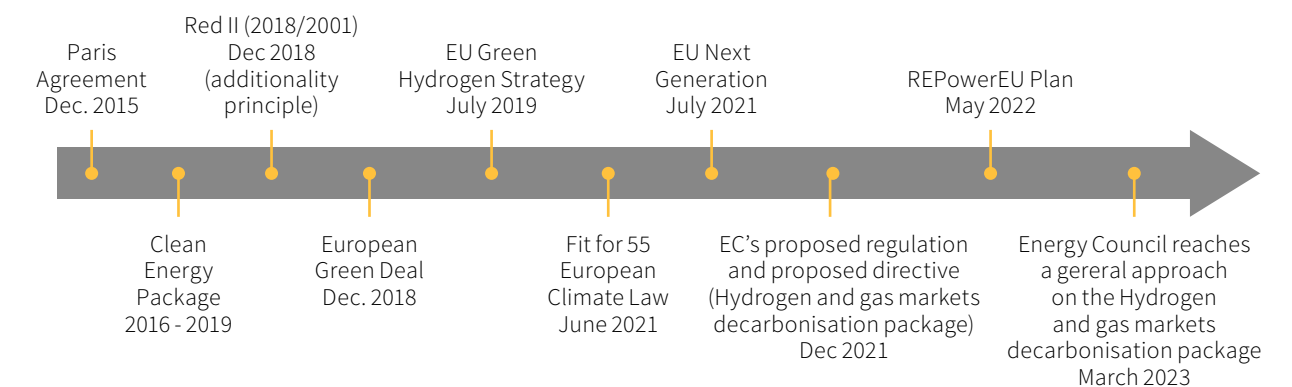 Paris
Agreement
Dec. 2015
Clean
Energy
Package
2016 - 2019
Red II (2018/2001)
Dec 2018
(additionality
principle)
European
Green Deal
Dec. 2018
EU Green
Hydrogen Strategy
July 2019
Fit for 55
European
Climate Law
June 2021
EU Next
Generation
July 2021
EC’s proposed regulation
and proposed directive
(Hydrogen and gas markets
decarbonisation package)
Dec 2021
REPowerEU Plan
May 2022
Energy Council reaches
a gereral approach
on the Hydrogen
and gas markets
decarbonisation package
March 2023